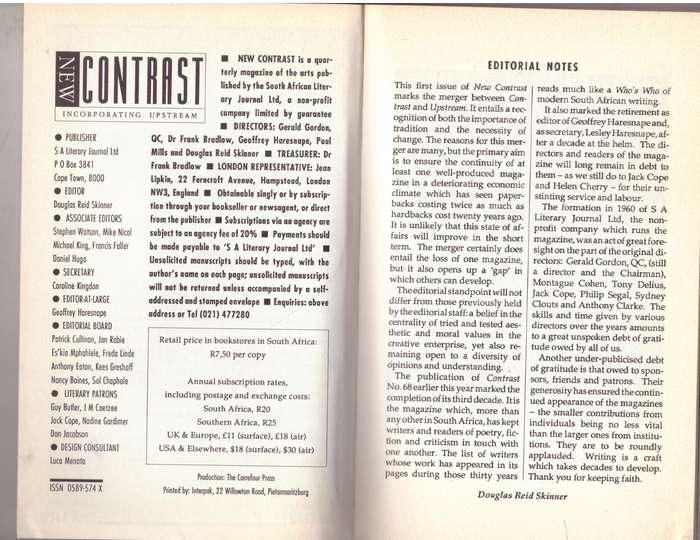 NEW
CONTRAST
INCORPORATING UPSTREAM
● PUBLISHER
S A Literary Journal Ltd
P O Box 3841
Cape Town, 8000
● EDITOR
Douglas Reid Skinner
● ASSOCIATE EDITORS
Stephen Watson, Mike Nicol
Michael King, Francis Faller
Daniel Hugo
● SECRETARY
Caroline Kingdon
● EDITOR-AT-LARGE
Geoffrey Haresnape
● EDITORIAL BOARD
Patrick Cullinan, Jan Rabie
Es'kia Mphahlele, Freda Linde
Anthony Eaton, Kees Greshoff
Nancy Baines, Sol Chaphole
● LITERARY PATRONS
Guy Butler, J M Coetzee
Jack Cope, Nadine Gordimer
Dan Jacobson
● DESIGN CONSULTANT
Luca Menato
ISSN 0589-574 X
■ NEW CONTRAST is a quar-
terly magazine of the arts pub-
lished by the South African Liter-
ary Journal Ltd, a non-profit
company limited by guarantee
■ DIRECTORS: Gerald Gordon,
QC, Dr Frank Bradlow, Geoffrey Haresnape, Paul
Mills and Douglas Reid Skinner ■ TREASURER: Dr
Frank Bradlow ■ LONDON REPRESENTATIVE: Jean
Lipkin, 22 Ferncroft Avenue, Hampstead, London
NW3, England ■ Obtainable singly or by subscrip-
tion through your bookseller or newsagent, or direct
from the publisher ■ Subscriptions via an agency are
subject to an agency fee of 20% ■ Payments should
be made payable to 'S A Literary Journal Ltd' ■
Unsolicited manuscripts should be typed, with the
author's name on each page; unsolicited manuscripts
will not be returned unless accompanied by a self-
addressed and stamped envelope ■ Enquiries: above
address or Tel (021) 477280
Retail price in bookstores in South Africa:
R7,50 per copy
Annual subscription rates,
including postage and exchange costs:
South Africa, R20
Southern Africa, R25
UK & Europe, £11 (surface), £18 (air)
USA & Elsewhere, $18 (surface), $30 (air)
Production: The Carrefour Press
Printed by: Interpak, 22 Willowton Road, Pietermaritzburg
EDITORIAL NOTES
This first issue of New Contrast
marks the merger between Con-
trast and Upstream. It entails a rec-
ognition of both the importance of
tradition and the necessity of
change. The reasons for this mer-
ger are many, but the primary aim
is to ensure the continuity of at
least one well-produced maga-
zine in a deteriorating economic
climate which has seen paper-
backs costing twice as much as
hardbacks cost twenty years ago.
It is unlikely that this state of af-
fairs will improve in the short
term. The merger certainly does
entail the loss of one magazine,
but it also opens up a 'gap' in
which others can develop.
The editorial standpoint will not
differ from those previously held
by the editorial staff: a belief in the
centrality of tried and tested aes-
thetic and moral values in the
creative enterprise, yet also re-
maining open to a diversity of
opinions and understanding.
The publication of Contrast
No. 68 earlier this year marked the
completion of its third decade. It is
the magazine which, more than
any other in South Africa, has kept
writers and readers of poetry, fic-
tion and criticism in touch with
one another. The list of writers
whose work has appeared in its
pages during those thirty years
reads much like a Who's Who of
modern South African writing.
It also marked the retirement as
editor of Geoffrey Haresnape and,
as secretary, Lesley Haresnape, af-
ter a decade at the helm. The di-
rectors and readers of the maga-
zine will long remain in debt to
them – as we still do to Jack Cope
and Helen Cherry – for their un-
stinting service and labour.
The formation in 1960 of S A
Literary Journal Ltd, the non-
profit company which runs the
magazine, was an act of great fore-
sight on the part of the original di-
rectors: Gerald Gordon, QC, (still
a director and the Chairman),
Montague Cohen, Tony Delius,
Jack Cope, Philip Segal, Sydney
Clouts and Anthony Clarke. The
skills and time given by various
directors over the years amounts
to a great unspoken debt of grati-
tude owed by all of us.
Another under-publicised debt
of gratitude is that owed to spon-
sors, friends and patrons. Their
generosity has ensured the contin-
ued appearance of the magazines
– the smaller contributions from
individuals being no less vital
than the larger ones from institu-
tions. They are to be roundly
applauded. Writing is a craft
which takes decades to develop.
Thank you for keeping faith.
Douglas Reid Skinner